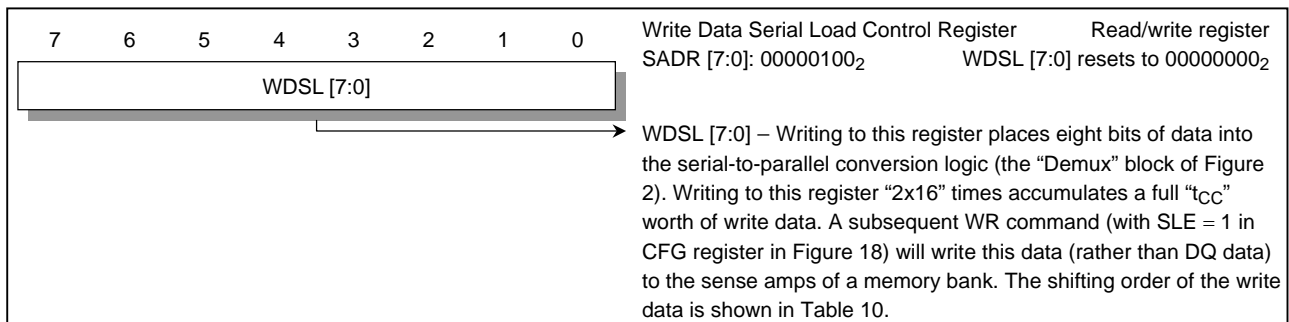 7 6 5 4 3 2 1 0
WDSL [7:0]
Write Data Serial Load Control Register Read/write register
SADR [7:0]: 00000100₂ WDSL [7:0] resets to 00000000₂
WDSL [7:0] − Writing to this register places eight bits of data into
the serial-to-parallel conversion logic (the “Demux” block of Figure
2). Writing to this register “2x16” times accumulates a full “tCC”
worth of write data. A subsequent WR command (with SLE = 1 in
CFG register in Figure 18) will write this data (rather than DQ data)
to the sense amps of a memory bank. The shifting order of the write
data is shown in Table 10.